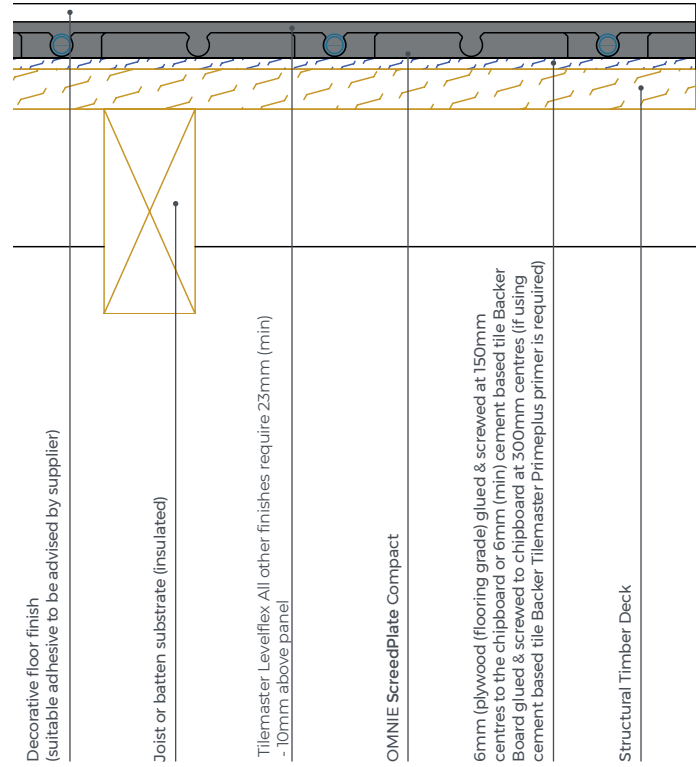 Decorative floor finish
(suitable adhesive to be advised by supplier)
Joist or batten substrate (insulated)
Tilemaster Levelflex All other finishes require 23mm (min)
- 10mm above panel
OMNIE ScreedPlate Compact
6mm (plywood (flooring grade) glued & screwed at 150mm
centres to the chipboard or 6mm (min) cement based tile Backer
Board glued & screwed to chipboard at 300mm centres (if using
cement based tile Backer Tilemaster Primeplus primer is required)
Structural Timber Deck